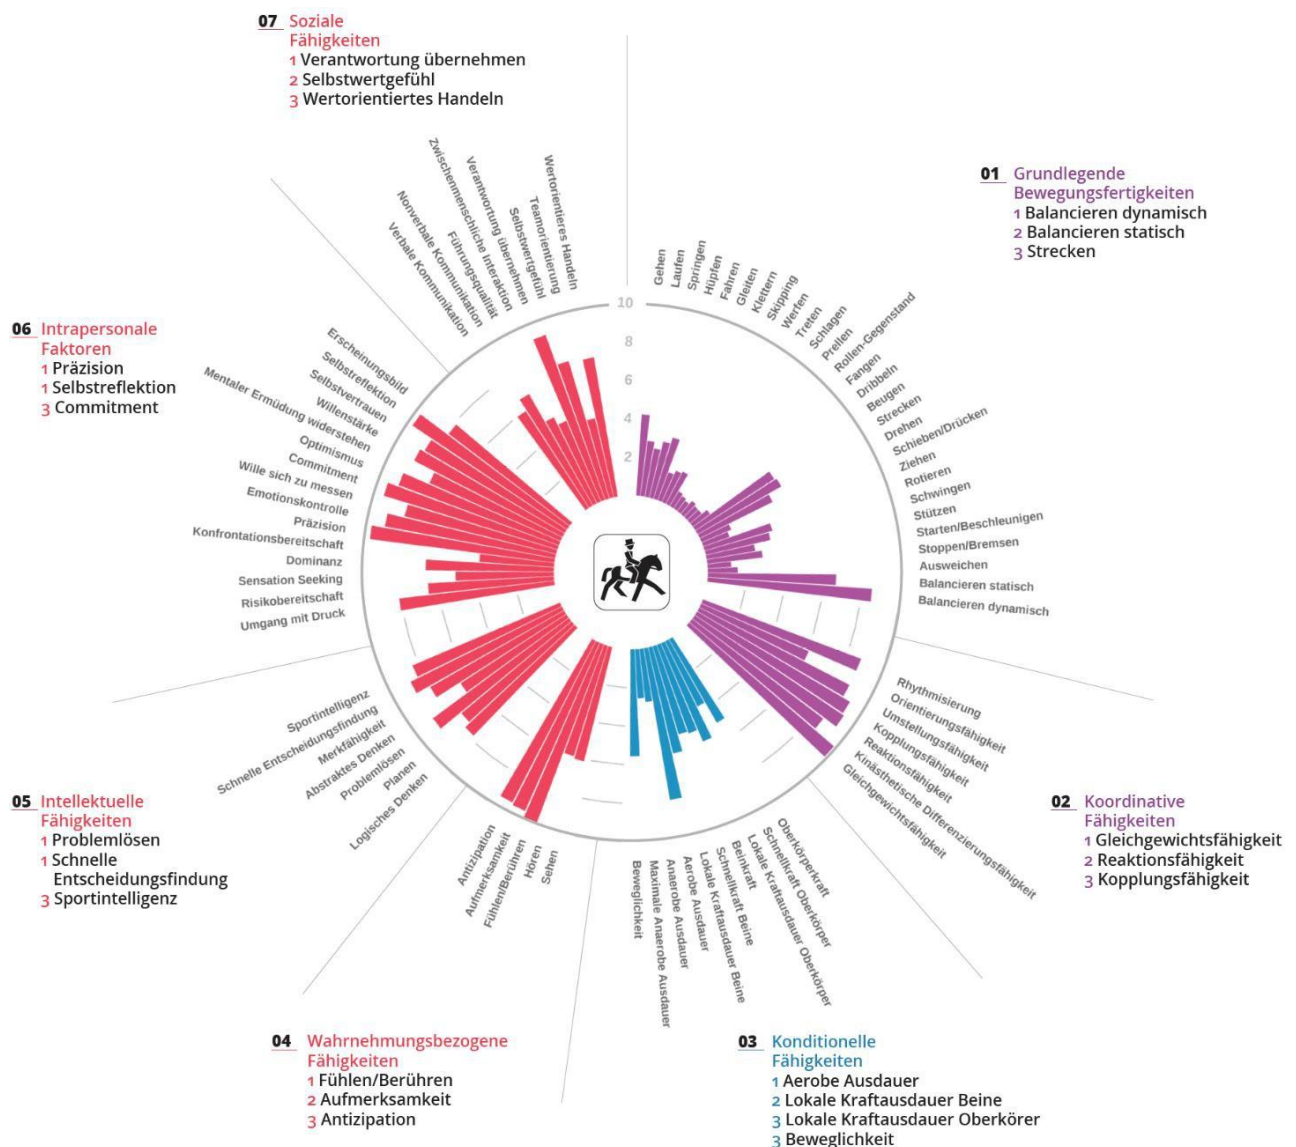 07 Soziale
Fähigkeiten
1 Verantwortung übernehmen
2 Selbstwertgefühl
3 Wertorientiertes Handeln
01 Grundlegende
Bewegungsfertigkeiten
1 Balancieren dynamisch
2 Balancieren statisch
3 Strecken
06 Intrapersonale
Faktoren
1 Präzision
1 Selbstreflektion
3 Commitment
02 Koordinative
Fähigkeiten
1 Gleichgewichtsfähigkeit
2 Reaktionsfähigkeit
3 Kopplungsfähigkeit
05 Intellektuelle
Fähigkeiten
1 Problemlösen
1 Schnelle
Entscheidungsfindung
3 Sportintelligenz
04 Wahrnehmungsbezogene
Fähigkeiten
1 Fühlen/Berühren
2 Aufmerksamkeit
3 Antizipation
03 Konditionelle
Fähigkeiten
1 Aerobe Ausdauer
2 Lokale Kraftausdauer Beine
3 Lokale Kraftausdauer Oberkörer
3 Beweglichkeit
10
8
6
4
2
Gehen
Laufen
Springen
Hüpfen
Fahren
Gleiten
Klettern
Skipping
Werfen
Treten
Schlagen
Prellen
Rollen-Gegenstand
Fangen
Dribbeln
Beugen
Strecken
Drehen
Schieben/Drücken
Ziehen
Rotieren
Schwingen
Stützen
Starten/Beschleunigen
Stoppen/Bremsen
Ausweichen
Balancieren statisch
Balancieren dynamisch
Rhythmisierung
Orientierungsfähigkeit
Umstellungsfähigkeit
Kopplungsfähigkeit
Reaktionsfähigkeit
Kinästhetische Differenzierungsfähigkeit
Gleichgewichtsfähigkeit
Oberkörperkraft
Schnellkraft Oberkörper
Lokale Kraftausdauer Oberkörper
Beinkraft
Schnellkraft Beine
Lokale Kraftausdauer Beine
Aerobe Ausdauer
Anaerobe Ausdauer
Maximale Anaerobe Ausdauer
Beweglichkeit
Sehen
Hören
Fühlen/Berühren
Aufmerksamkeit
Antizipation
Logisches Denken
Planen
Problemlösen
Abstraktes Denken
Merkfähigkeit
Schnelle Entscheidungsfindung
Sportintelligenz
Umgang mit Druck
Risikobereitschaft
Sensation Seeking
Dominanz
Konfrontationsbereitschaft
Präzision
Emotionskontrolle
Wille sich zu messen
Commitment
Optimismus
Mentaler Ermüdung widerstehen
Willenstärke
Selbstvertrauen
Selbstreflektion
Erscheinungsbild
Verbale Kommunikation
Nonverbale Kommunikation
Führungsqualität
Zwischenmenschliche Interaktion
Verantwortung übernehmen
Selbstwertgefühl
Teamorientierung
Wertorientieres Handeln